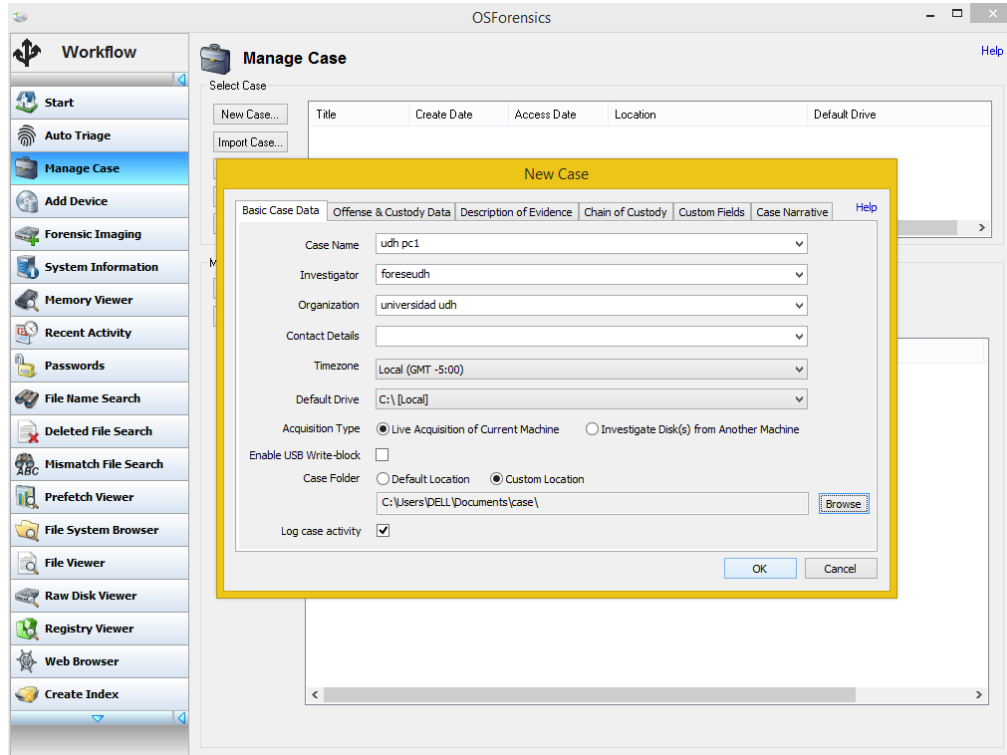 OSForensics
Workflow
Manage Case
Help
Start
Auto Triage
Manage Case
Add Device
Forensic Imaging
System Information
Memory Viewer
Recent Activity
Passwords
File Name Search
Deleted File Search
Mismatch File Search
Prefetch Viewer
File System Browser
File Viewer
Raw Disk Viewer
Registry Viewer
Web Browser
Create Index
Select Case
New Case...
Import Case...
Title Create Date Access Date Location Default Drive
New Case
Basic Case Data Offense & Custody Data Description of Evidence Chain of Custody Custom Fields Case Narrative Help
Case Name udh pc1
Investigator foreseudh
Organization universidad udh
Contact Details
Timezone Local (GMT -5:00)
Default Drive C:\ [Local]
Acquisition Type Live Acquisition of Current Machine Investigate Disk(s) from Another Machine
Enable USB Write-block
Case Folder Default Location Custom Location
C:\Users\DELL\Documents\case\ Browse
Log case activity
OK Cancel